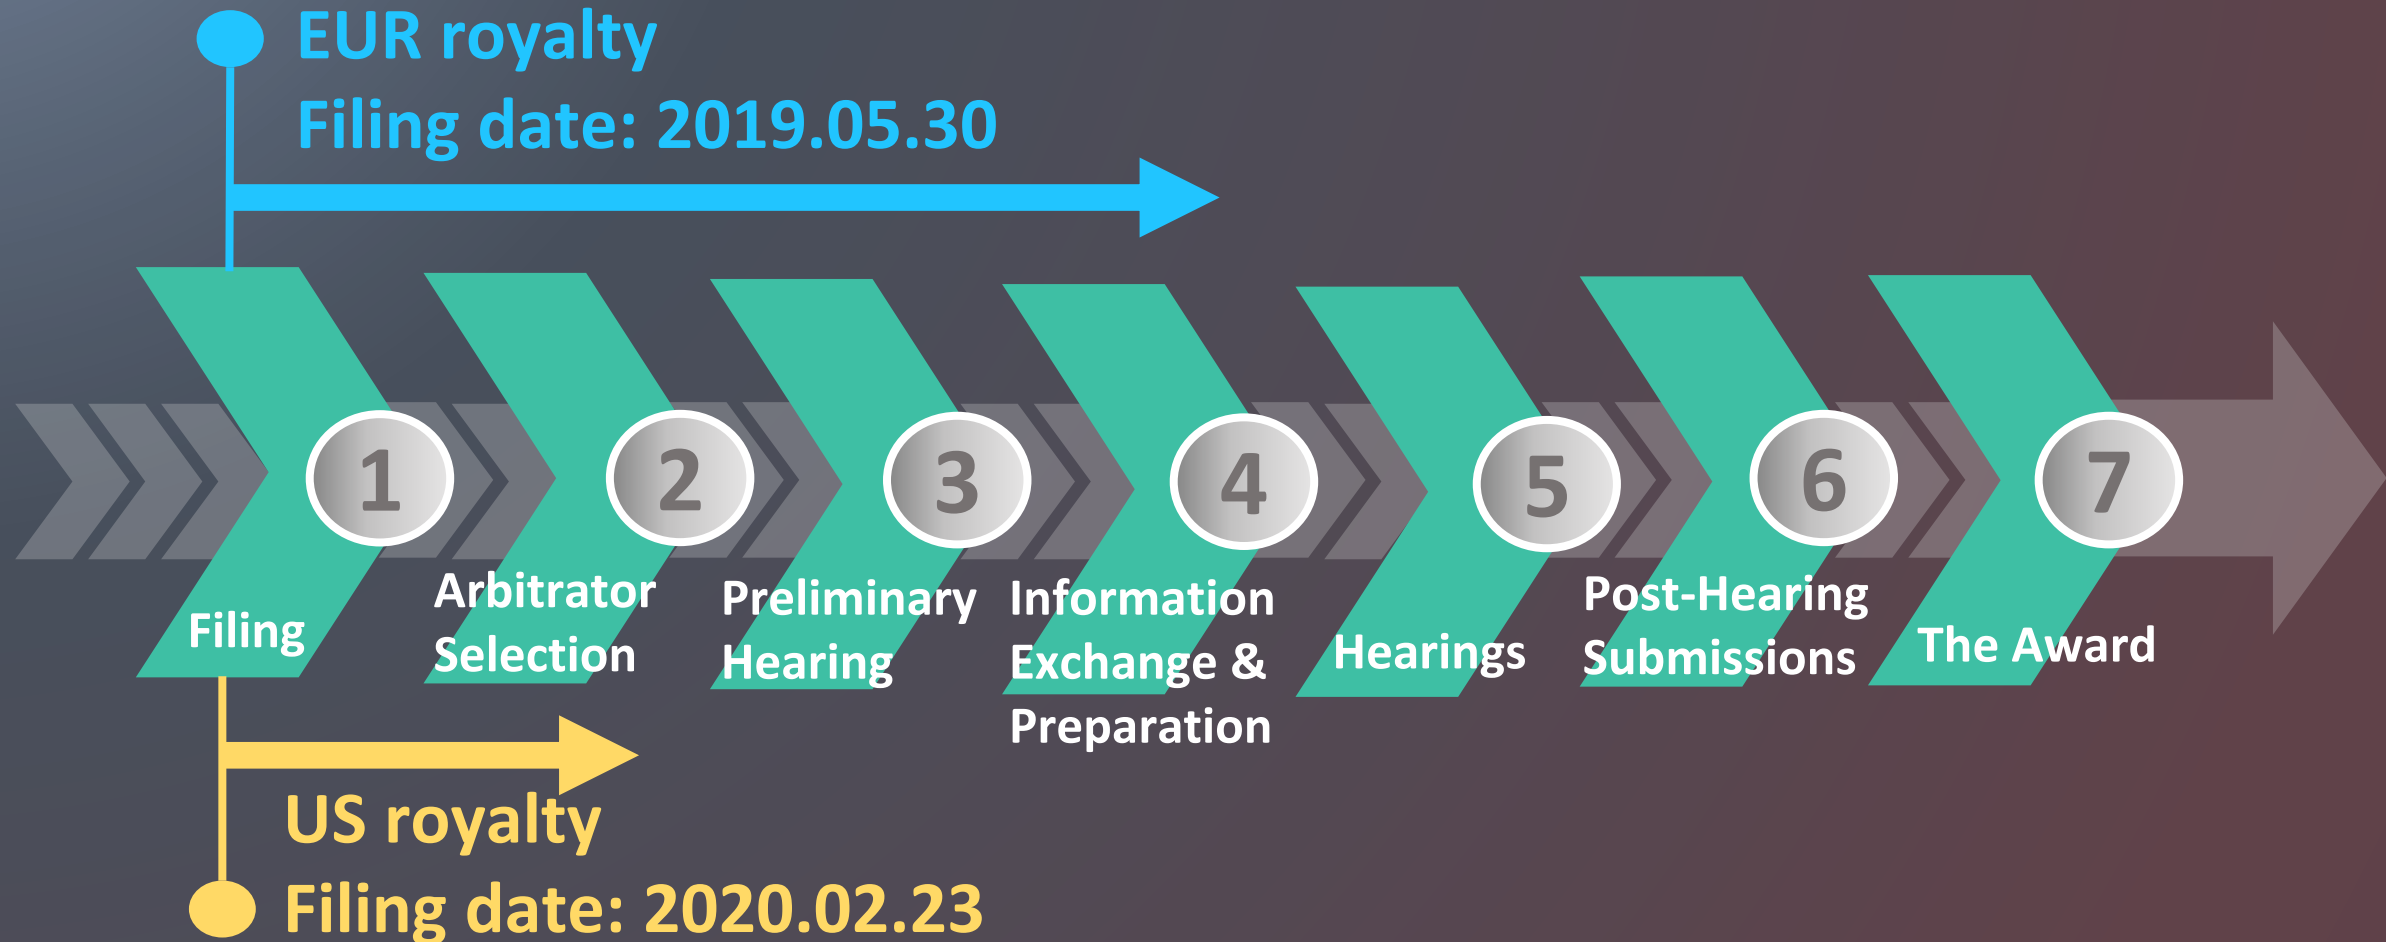 EUR royalty
Filing date: 2019.05.30
1
2
3
4
5
6
7
Filing
Arbitrator
Selection
Preliminary
Hearing
Information
Exchange &
Preparation
Hearings
Post-Hearing
Submissions
The Award
US royalty
Filing date: 2020.02.23